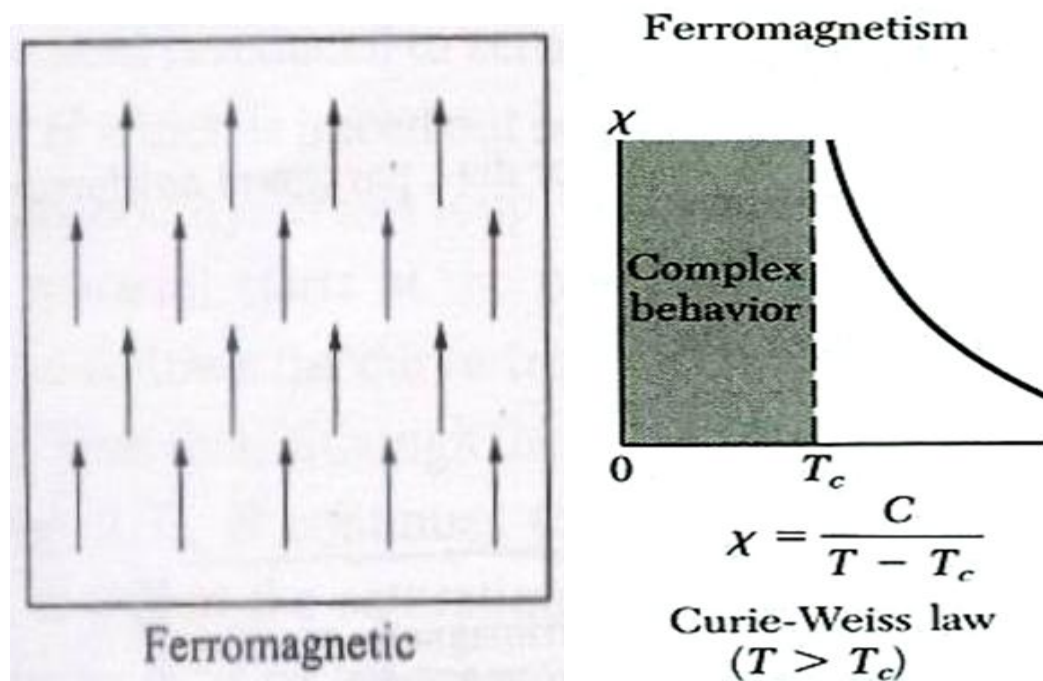 Ferromagnetic
Ferromagnetism
χ
Complex
behavior
0
T_c
χ = C / (T − T_c)
Curie-Weiss law
(T > T_c)